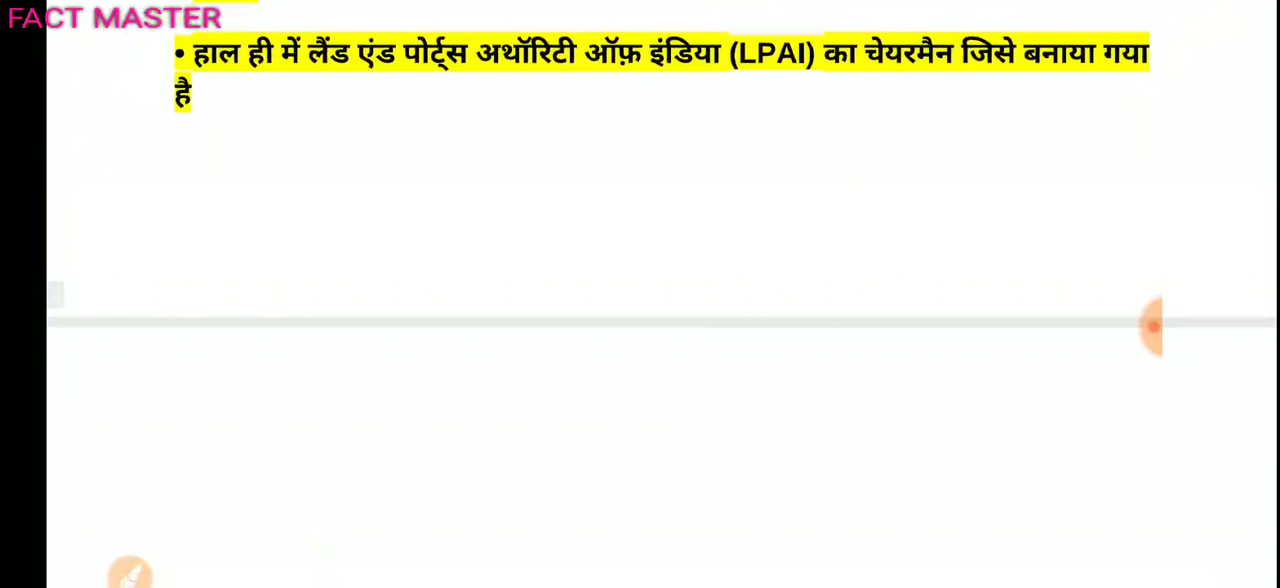 FACT MASTER
• हाल ही में लैंड एंड पोर्ट्स अथॉरिटी ऑफ़ इंडिया (LPAI) का चेयरमैन जिसे बनाया गया
है